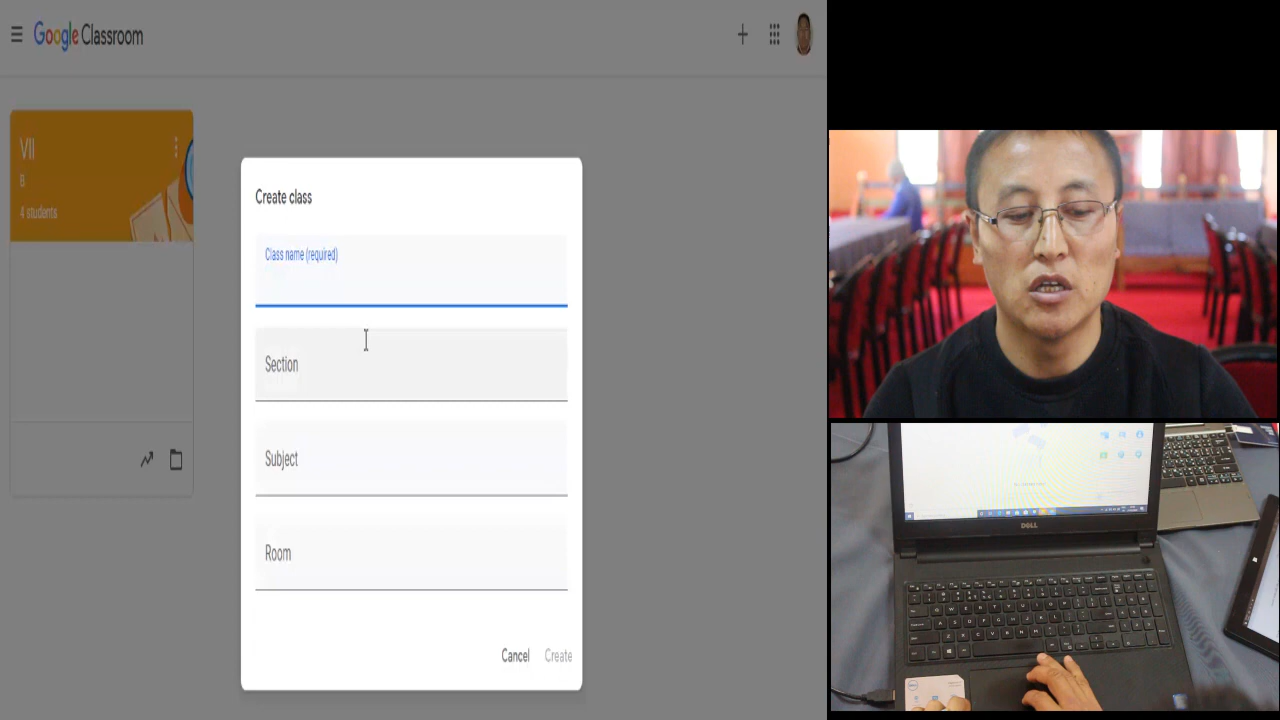 Google Classroom
VII
B
4 students
Create class
Class name (required)
Section
Subject
Room
Cancel
Create
DELL